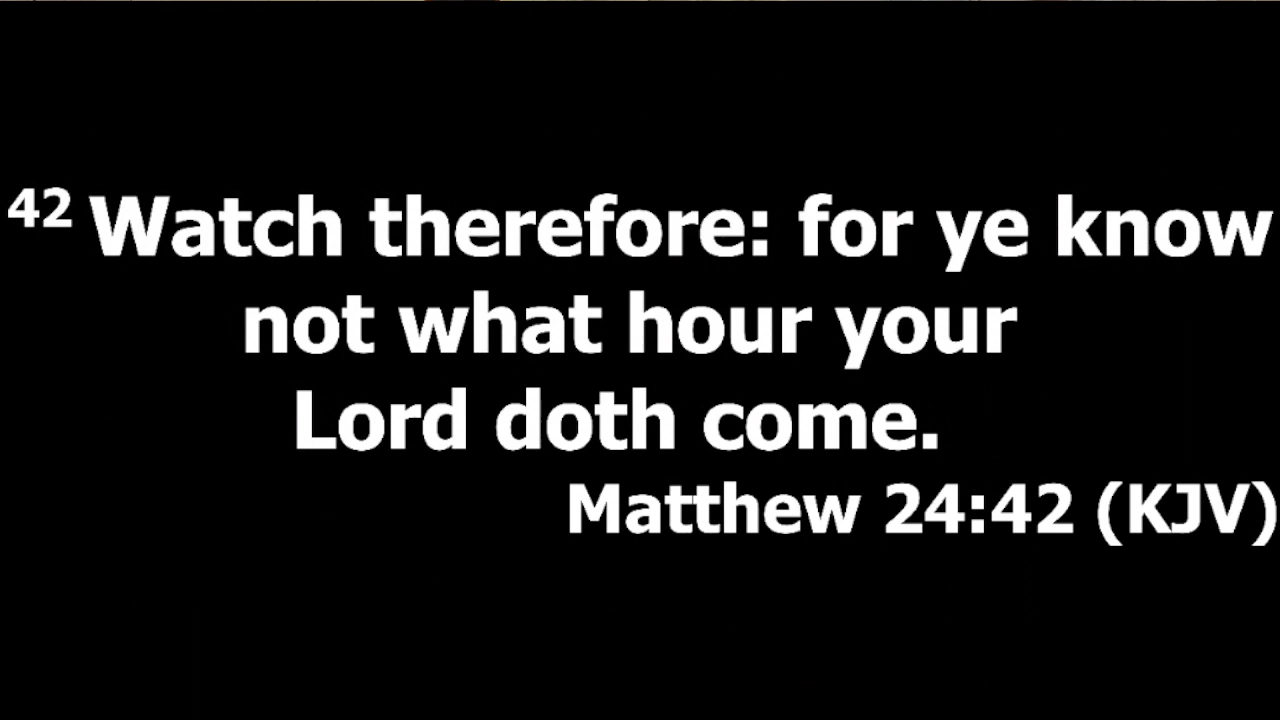 42 Watch therefore: for ye know
not what hour your
Lord doth come.
Matthew 24:42 (KJV)